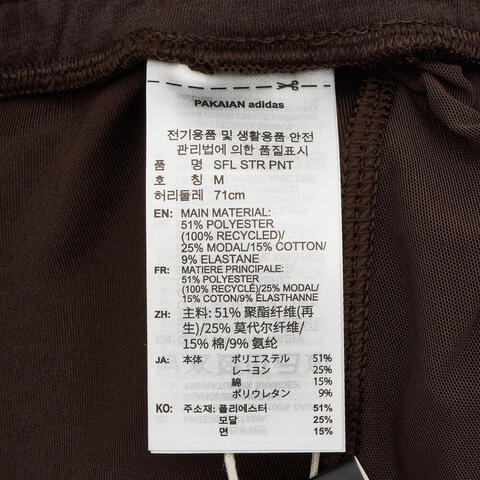 PAKAIAN adidas
전기용품 및 생활용품 안전
관리법에 의한 품질표시
품 명 SFL STR PNT
호 칭 M
허리둘레 71cm
EN: MAIN MATERIAL:
51% POLYESTER
(100% RECYCLED)/
25% MODAL/15% COTTON/
9% ELASTANE
FR: MATIERE PRINCIPALE:
51% POLYESTER
(100% RECYCLÉ)/25% MODAL/
15% COTON/9% ÉLASTHANNE
ZH: 主料: 51% 聚酯纤维(再
生)/25% 莫代尔纤维/
15% 棉/9% 氨纶
JA: 本体 ポリエステル 51%
レーヨン 25%
綿 15%
ポリウレタン 9%
KO: 주소재: 폴리에스터 51%
모달 25%
면 15%